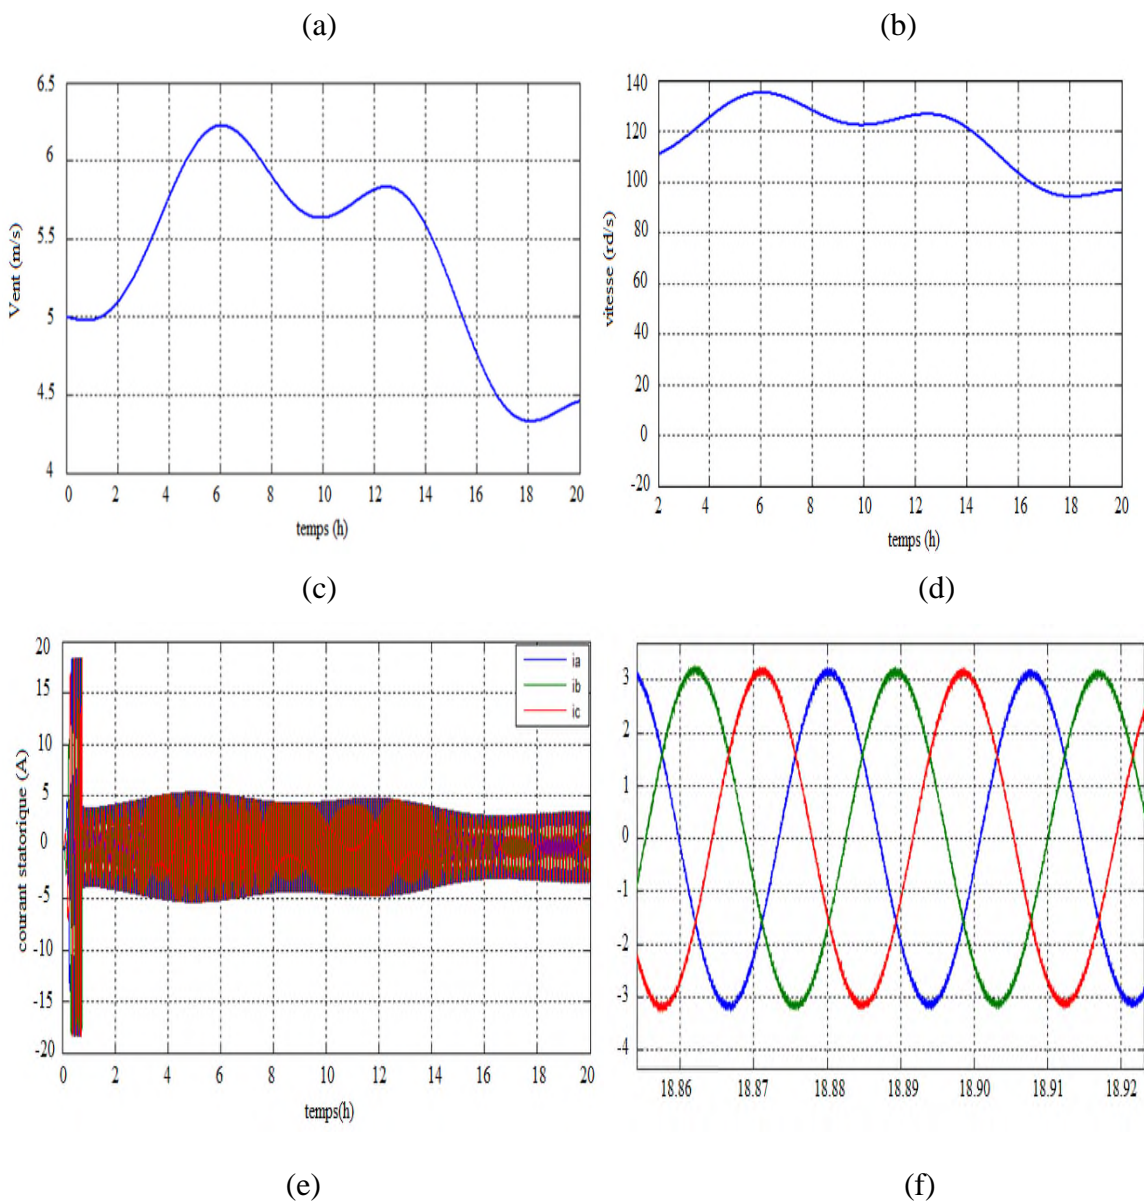 (a)
(b)
6.5
6
5.5
5
4.5
4
Vent (m/s)
0 2 4 6 8 10 12 14 16 18 20
temps (h)
140
120
100
80
60
40
20
0
-20
vitesse (rd/s)
2 4 6 8 10 12 14 16 18 20
temps (h)
(c)
(d)
20
15
10
5
0
-5
-10
-15
-20
courant statorique (A)
ia
ib
ic
0 2 4 6 8 10 12 14 16 18 20
temps(h)
3
2
1
0
-1
-2
-3
-4
18.86 18.87 18.88 18.89 18.90 18.91 18.92
(e)
(f)